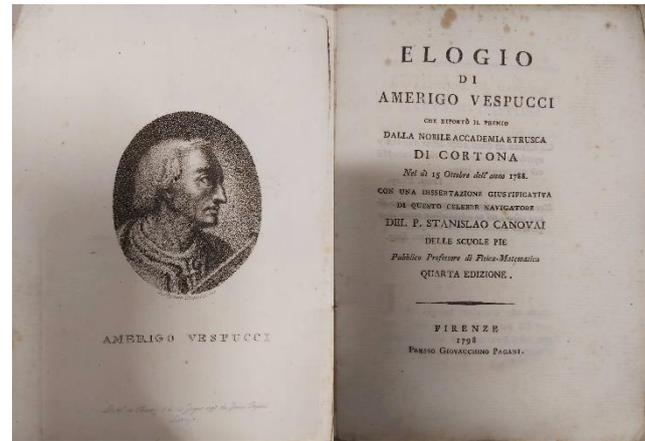 AMERIGO VESPUCCI
ELOGIO
DI
AMERIGO VESPUCCI
CHE RIPORTÒ IL PREMIO
DALLA NOBILE ACCADEMIA ETRUSCA
DI CORTONA
Nel dì 15 Ottobre dell'anno 1788.
CON UNA DISSERTAZIONE GIUSTIFICATIVA
DI QUESTO CELEBRE NAVIGATORE
DEL P. STANISLAO CANOVAI
DELLE SCUOLE PIE
Pubblico Professore di Fisica-Matematica
QUARTA EDIZIONE.
FIRENZE
1798
PRESSO GIOVACCHINO PAGANI.